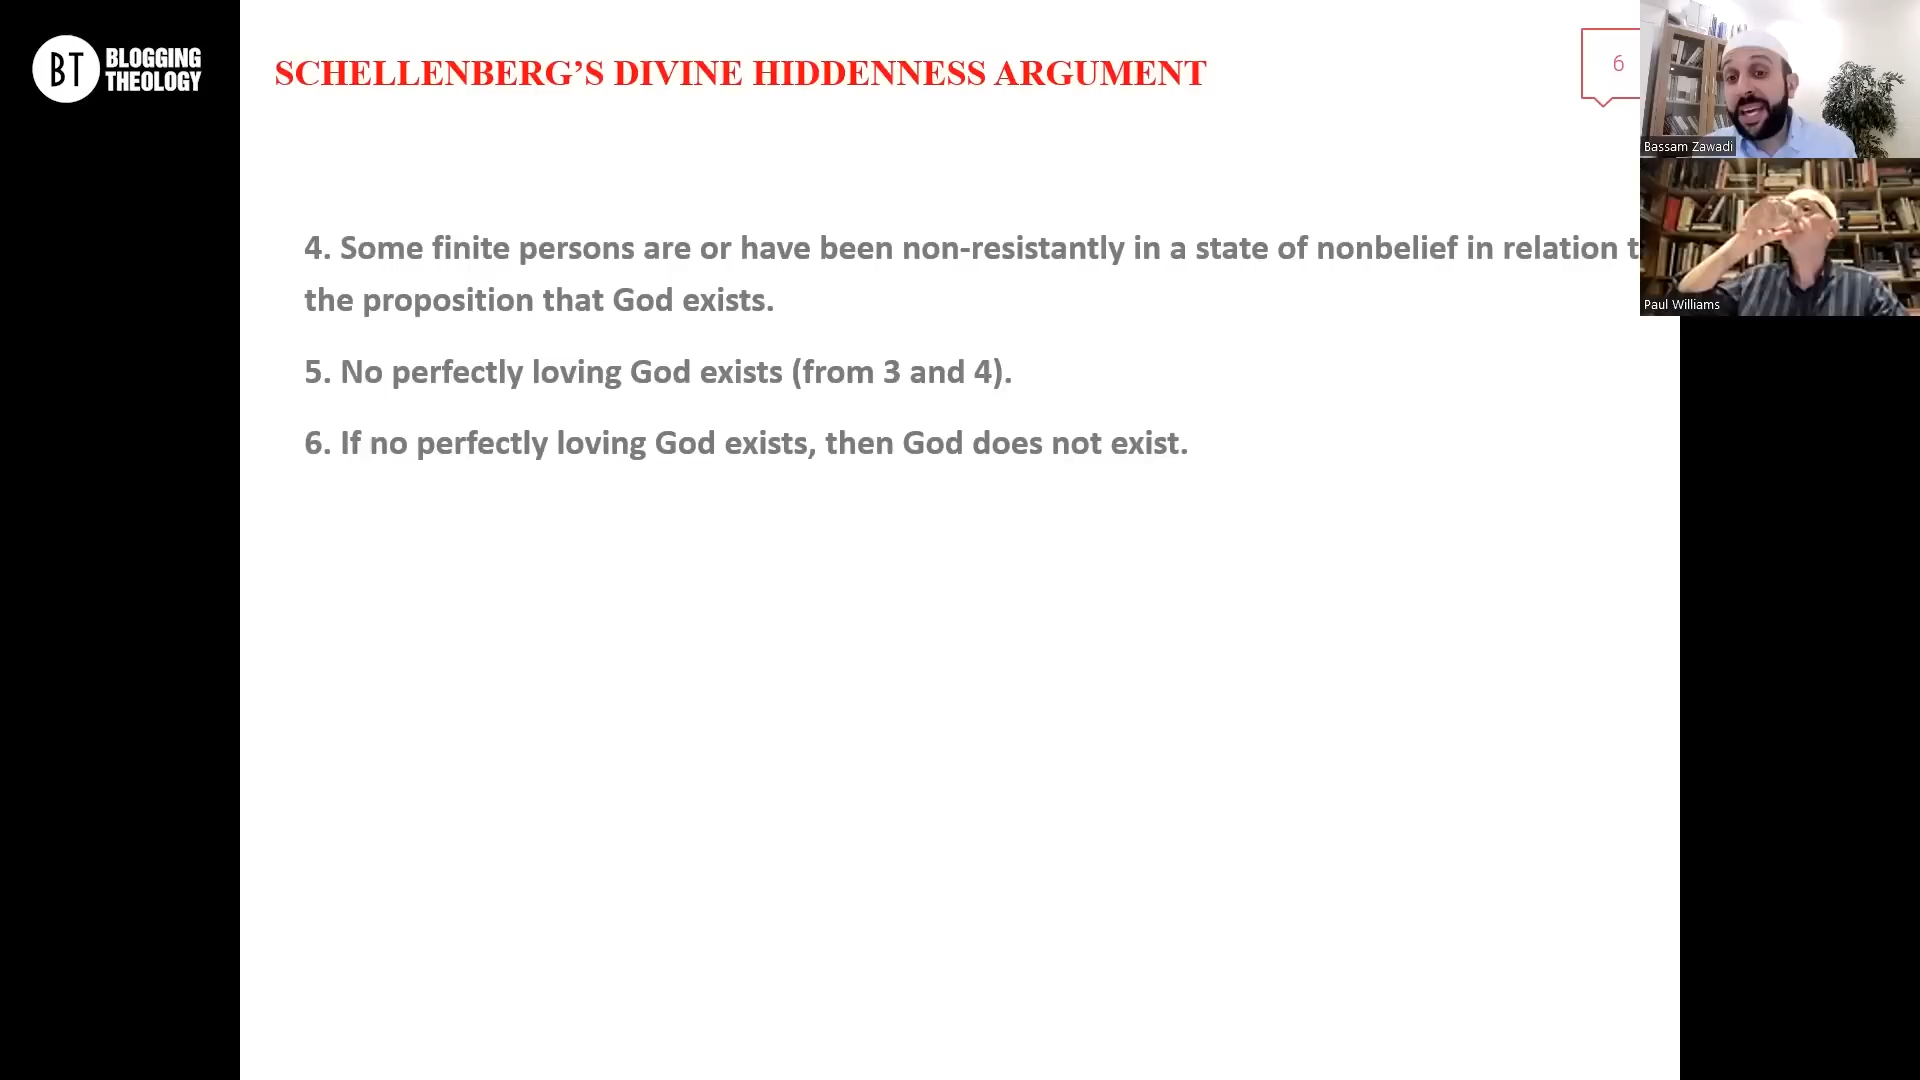 BT BLOGGING
THEOLOGY
SCHELLENBERG’S DIVINE HIDDENNESS ARGUMENT
6
Bassam Zawadi
Paul Williams
4. Some finite persons are or have been non-resistantly in a state of nonbelief in relation t
the proposition that God exists.
5. No perfectly loving God exists (from 3 and 4).
6. If no perfectly loving God exists, then God does not exist.